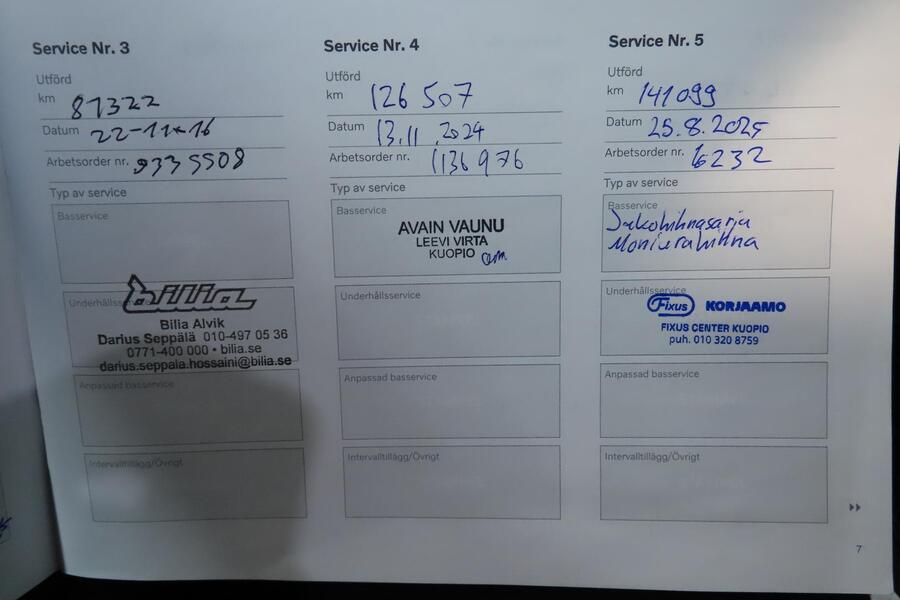 Service Nr. 3
Utförd
km 81322
Datum 22-11-16
Arbetsorder nr. 9335508
Typ av service
Basservice
Underhållsservice
bilia
Bilia Alvik
Darius Seppälä 010-497 05 36
0771-400 000 • bilia.se
darius.seppala.hossaini@bilia.se
Anpassad basservice
Intervalltillägg/Övrigt
Service Nr. 4
Utförd
km 126 507
Datum 13.11.2024
Arbetsorder nr. 1136976
Typ av service
Basservice
AVAIN VAUNU
LEEVI VIRTA
KUOPIO
Underhållsservice
Anpassad basservice
Intervalltillägg/Övrigt
Service Nr. 5
Utförd
km 141099
Datum 25.8.2025
Arbetsorder nr. 6232
Typ av service
Basservice
Jakohihnasarja
Moniurahihna
Underhållsservice
Fixus KORJAAMO
FIXUS CENTER KUOPIO
puh. 010 320 8759
Anpassad basservice
Intervalltillägg/Övrigt
7